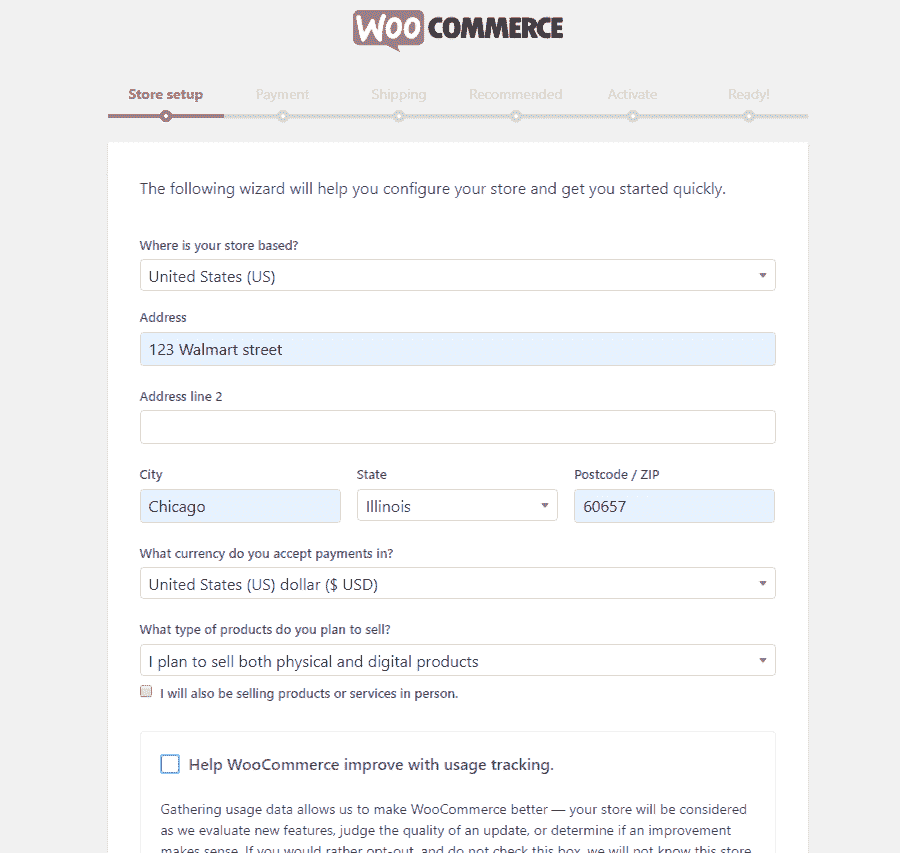 WOO COMMERCE
Store setup Payment Shipping Recommended Activate Ready!
The following wizard will help you configure your store and get you started quickly.
Where is your store based?
United States (US)
Address
123 Walmart street
Address line 2
City State Postcode / ZIP
Chicago Illinois 60657
What currency do you accept payments in?
United States (US) dollar ($ USD)
What type of products do you plan to sell?
I plan to sell both physical and digital products
I will also be selling products or services in person.
Help WooCommerce improve with usage tracking.
Gathering usage data allows us to make WooCommerce better — your store will be considered
as we evaluate new features, judge the quality of an update, or determine if an improvement
makes sense. If you would rather opt-out, and do not check this box, we will not know this store